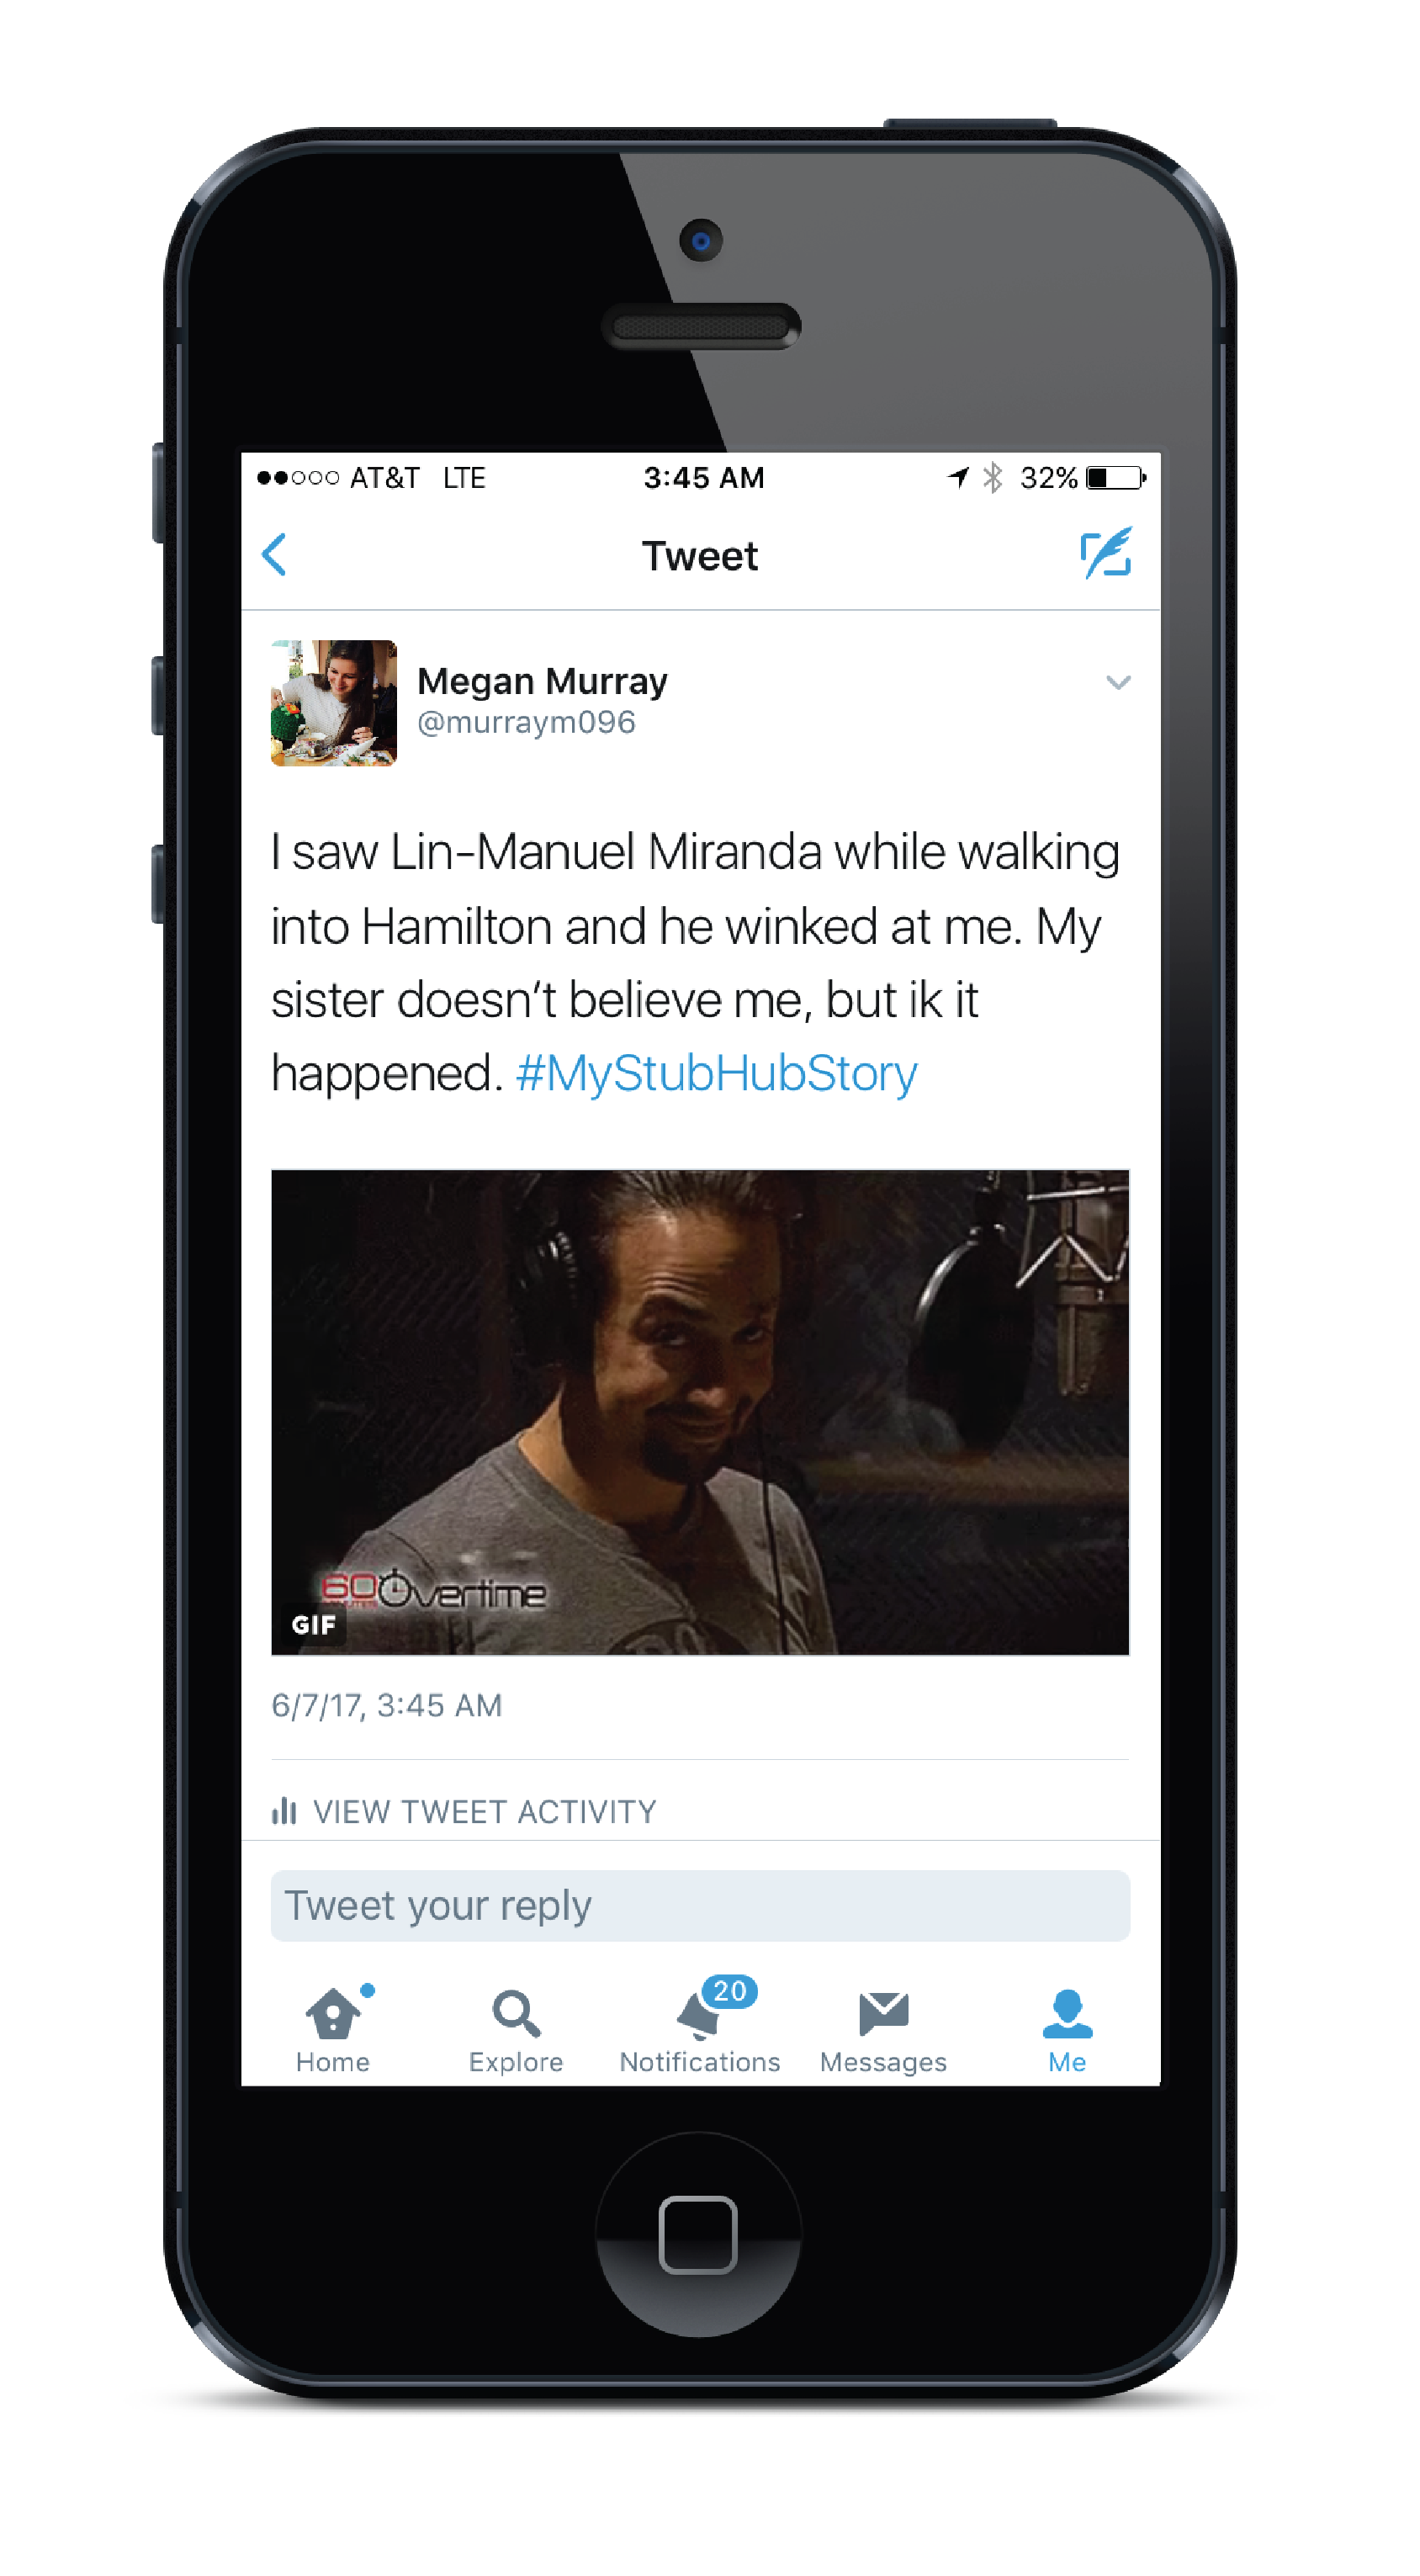 AT&T LTE 3:45 AM 32%
Tweet
Megan Murray
@murraym096
I saw Lin-Manuel Miranda while walking
into Hamilton and he winked at me. My
sister doesn't believe me, but ik it
happened. #MyStubHubStory
60 Overtime
GIF
6/7/17, 3:45 AM
VIEW TWEET ACTIVITY
Tweet your reply
20
Home Explore Notifications Messages Me